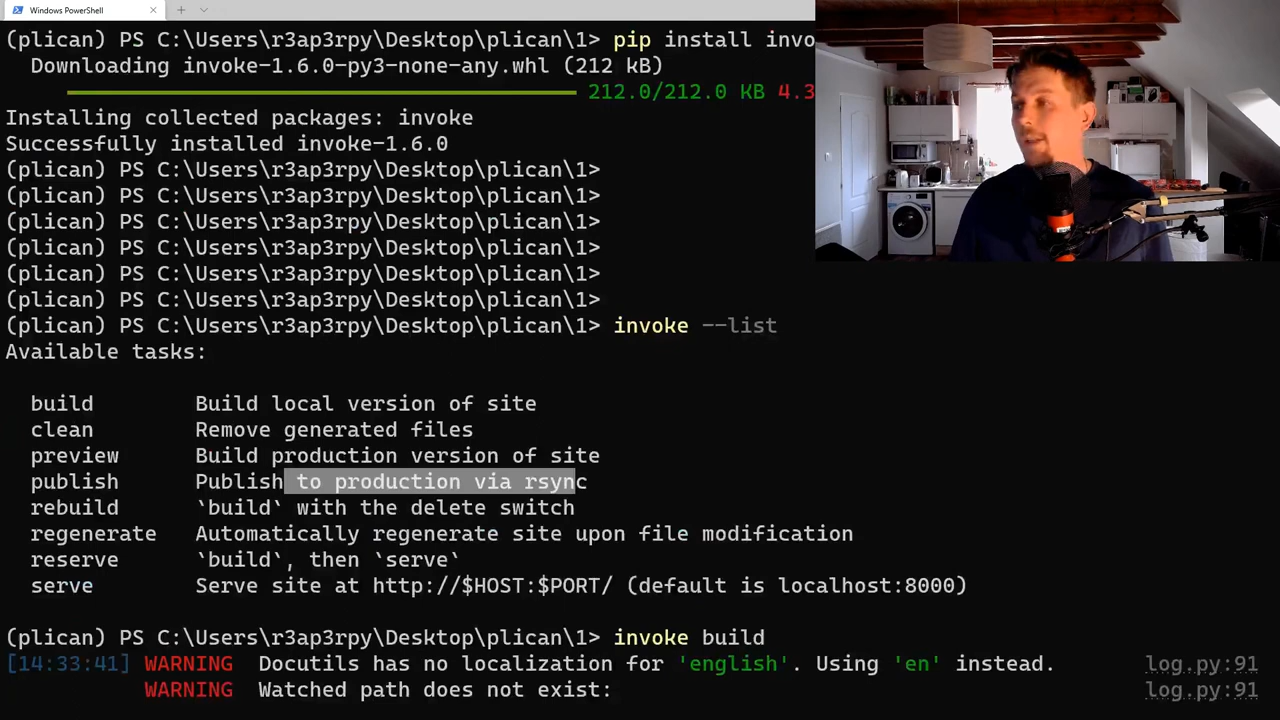 Windows PowerShell
(plican) PS C:\Users\r3ap3rpy\Desktop\plican\1> pip install invo
Downloading invoke-1.6.0-py3-none-any.whl (212 kB)
212.0/212.0 KB 4.3
Installing collected packages: invoke
Successfully installed invoke-1.6.0
(plican) PS C:\Users\r3ap3rpy\Desktop\plican\1>
(plican) PS C:\Users\r3ap3rpy\Desktop\plican\1>
(plican) PS C:\Users\r3ap3rpy\Desktop\plican\1>
(plican) PS C:\Users\r3ap3rpy\Desktop\plican\1>
(plican) PS C:\Users\r3ap3rpy\Desktop\plican\1>
(plican) PS C:\Users\r3ap3rpy\Desktop\plican\1>
(plican) PS C:\Users\r3ap3rpy\Desktop\plican\1> invoke --list
Available tasks:
build Build local version of site
clean Remove generated files
preview Build production version of site
publish Publish to production via rsync
rebuild `build` with the delete switch
regenerate Automatically regenerate site upon file modification
reserve `build`, then `serve`
serve Serve site at http://$HOST:$PORT/ (default is localhost:8000)
(plican) PS C:\Users\r3ap3rpy\Desktop\plican\1> invoke build
[14:33:41] WARNING Docutils has no localization for 'english'. Using 'en' instead. log.py:91
WARNING Watched path does not exist: log.py:91